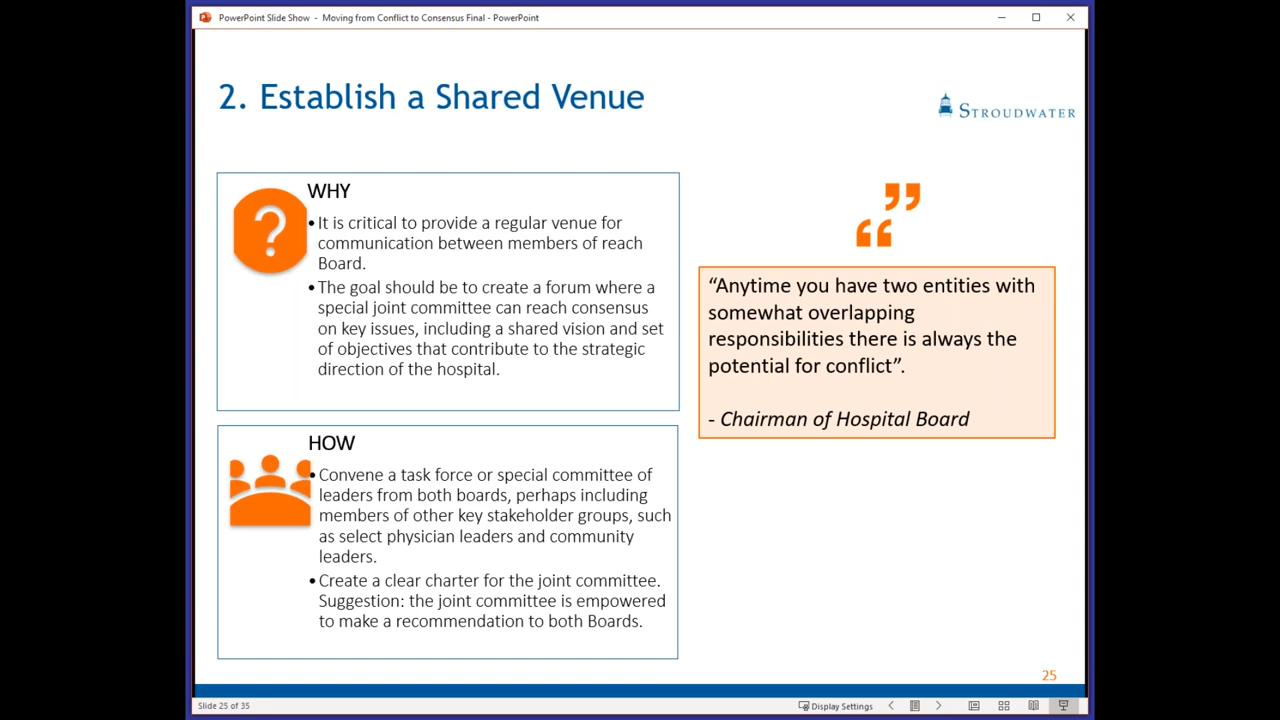 PowerPoint Slide Show - Moving from Conflict to Consensus Final - PowerPoint
2. Establish a Shared Venue
STROUDWATER
WHY
• It is critical to provide a regular venue for
communication between members of reach
Board.
• The goal should be to create a forum where a
special joint committee can reach consensus
on key issues, including a shared vision and set
of objectives that contribute to the strategic
direction of the hospital.
HOW
• Convene a task force or special committee of
leaders from both boards, perhaps including
members of other key stakeholder groups, such
as select physician leaders and community
leaders.
• Create a clear charter for the joint committee.
Suggestion: the joint committee is empowered
to make a recommendation to both Boards.
”
“
“Anytime you have two entities with
somewhat overlapping
responsibilities there is always the
potential for conflict”.
- Chairman of Hospital Board
25
Slide 25 of 35
Display Settings